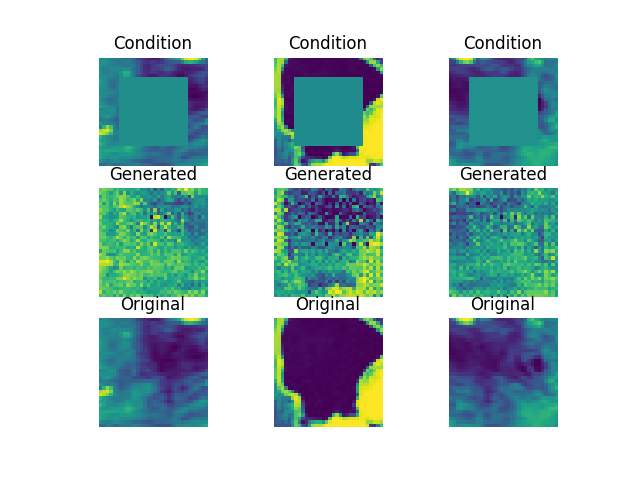 Condition Condition Condition
Generated Generated Generated
Original Original Original